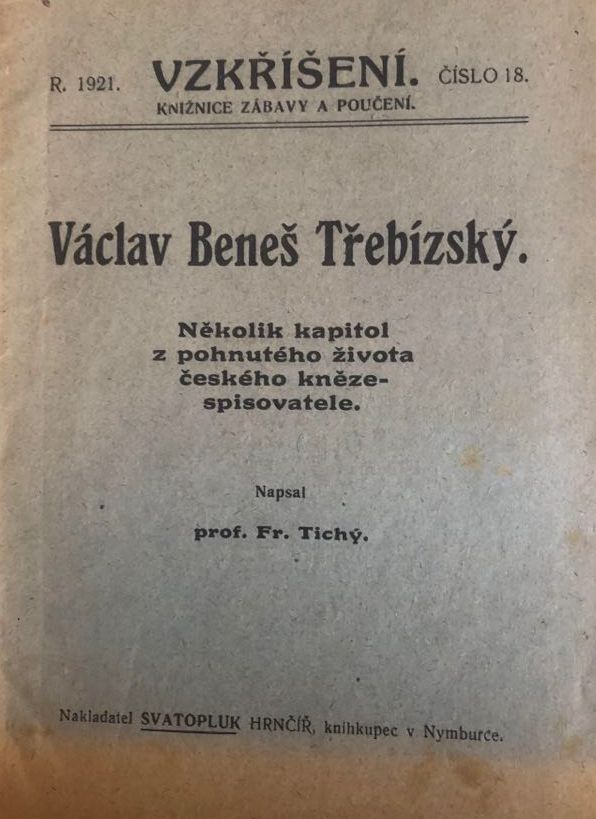 R. 1921. VZKŘÍŠENÍ. ČÍSLO 18.
KNIŽNICE ZÁBAVY A POUČENÍ.
Václav Beneš Třebízský.
Několik kapitol
z pohnutého života
českého kněze-
spisovatele.
Napsal
prof. Fr. Tichý.
Nakladatel SVATOPLUK HRNČÍŘ, knihkupec v Nymburce.